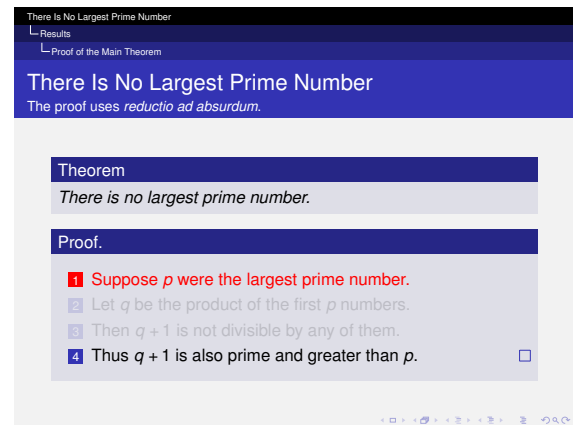 There Is No Largest Prime Number
Results
Proof of the Main Theorem
There Is No Largest Prime Number
The proof uses reductio ad absurdum.
Theorem
There is no largest prime number.
Proof.
1 Suppose p were the largest prime number.
2 Let q be the product of the first p numbers.
3 Then q + 1 is not divisible by any of them.
4 Thus q + 1 is also prime and greater than p.